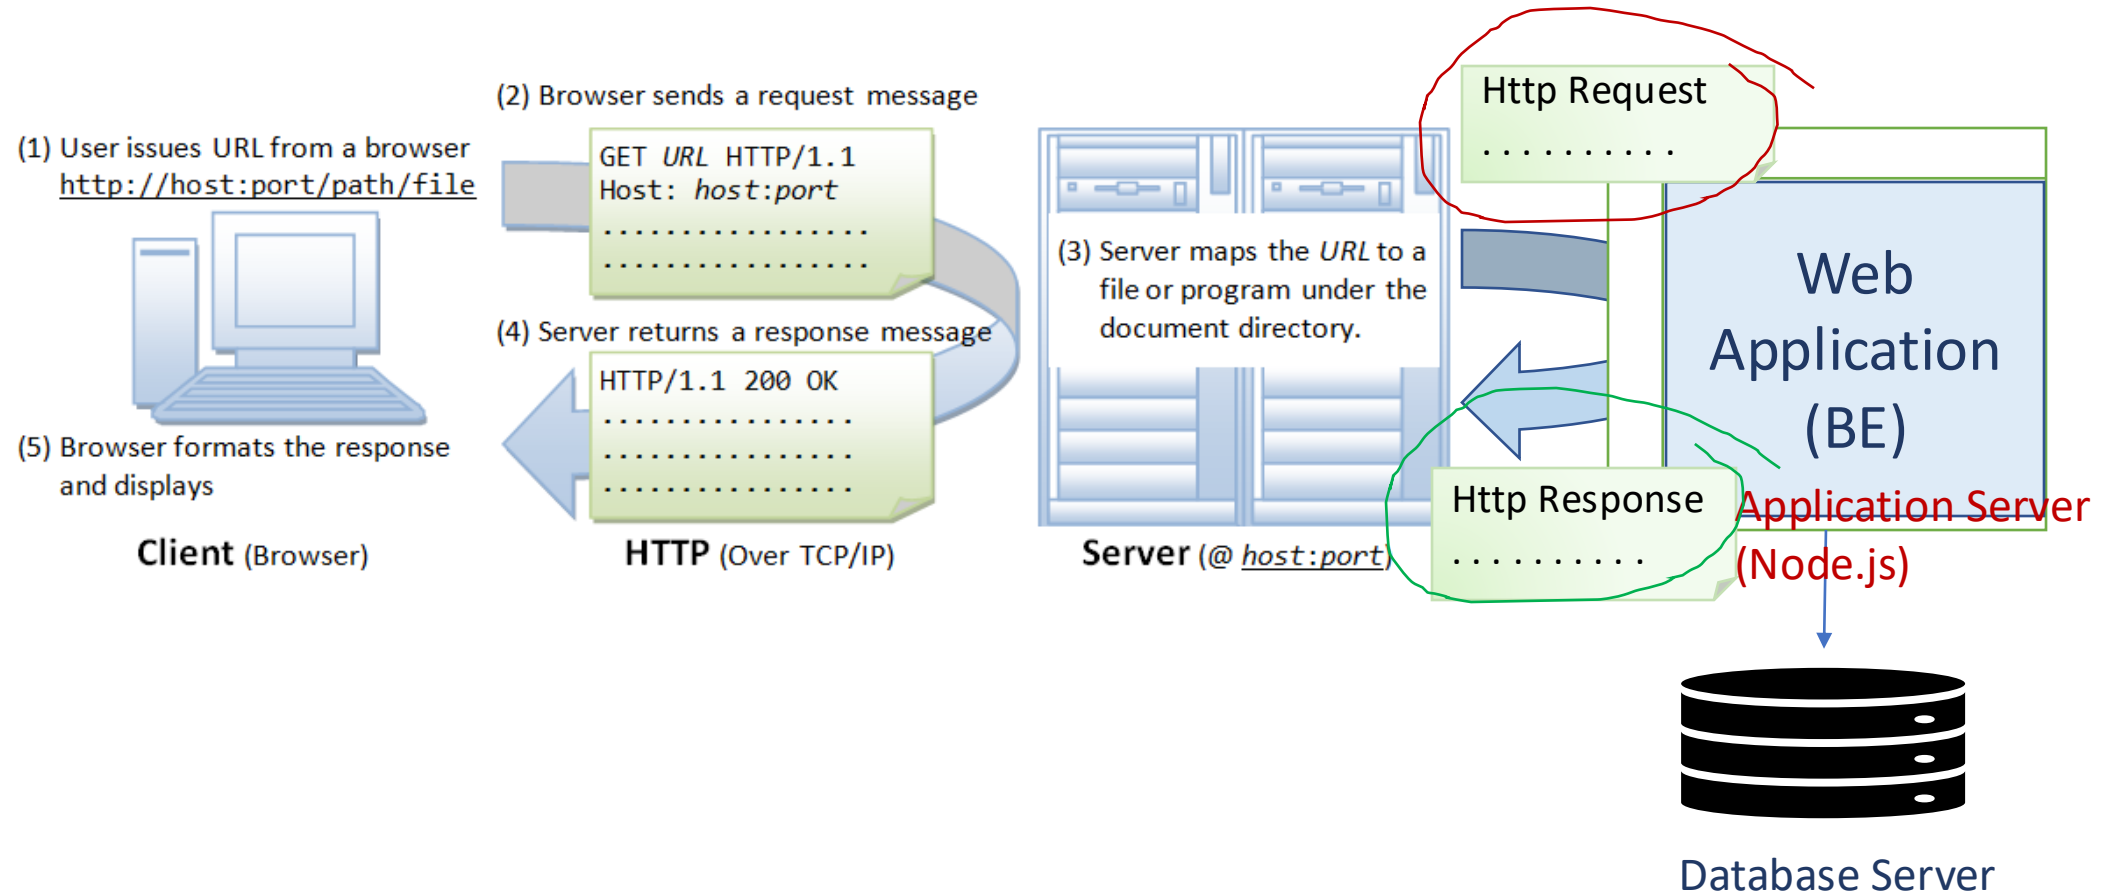 (1) User issues URL from a browser
http://host:port/path/file
(5) Browser formats the response
and displays
Client (Browser)
(2) Browser sends a request message
GET URL HTTP/1.1
Host: host:port
.................
.................
(4) Server returns a response message
HTTP/1.1 200 OK
................
................
................
HTTP (Over TCP/IP)
(3) Server maps the URL to a
file or program under the
document directory.
Server (@ host:port)
Http Request
..........
Http Response
..........
Web
Application
(BE)
Application Server
(Node.js)
Database Server